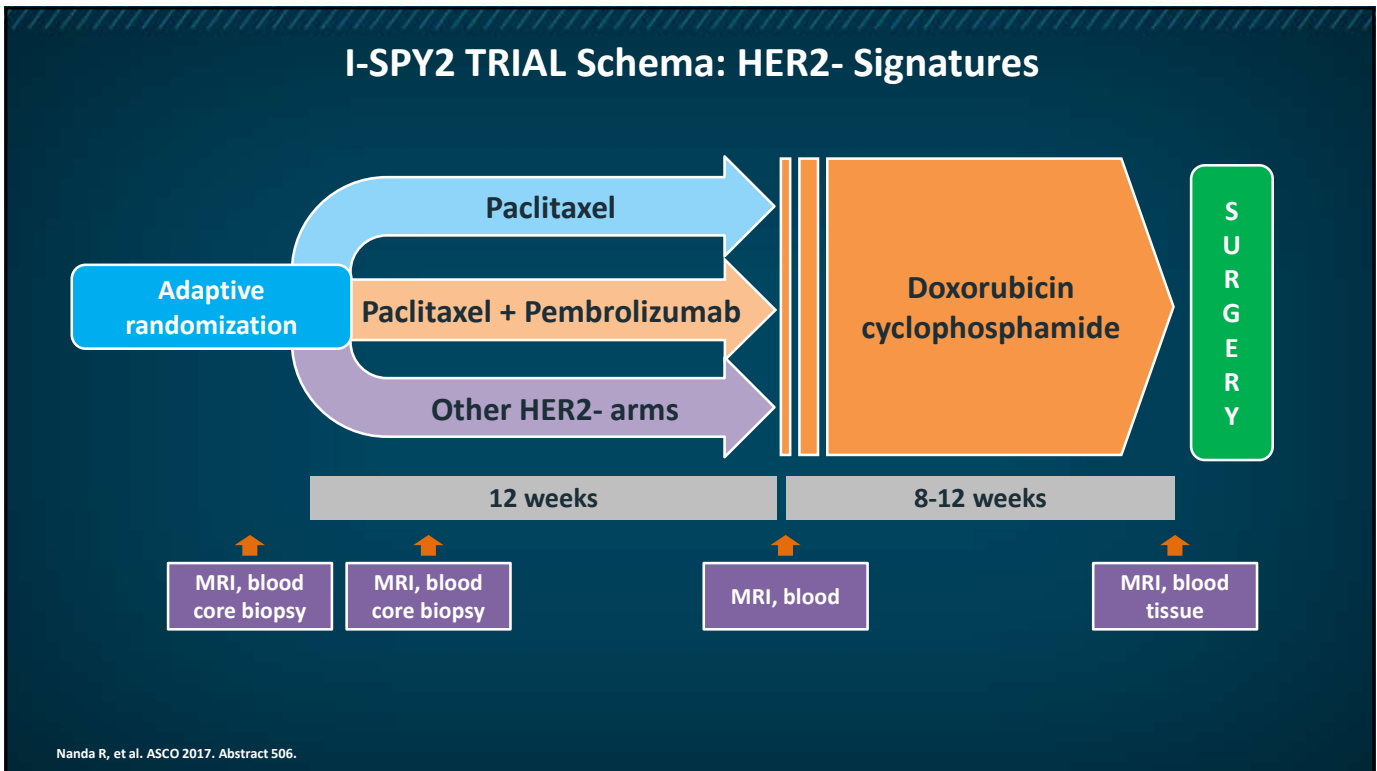 I-SPY2 TRIAL Schema: HER2- Signatures
Paclitaxel
Adaptive
randomization
Paclitaxel + Pembrolizumab
Other HER2- arms
Doxorubicin
cyclophosphamide
S
U
R
G
E
R
Y
12 weeks
8-12 weeks
MRI, blood
core biopsy
MRI, blood
core biopsy
MRI, blood
MRI, blood
tissue
Nanda R, et al. ASCO 2017. Abstract 506.